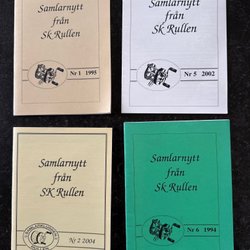 Samlarnytt
från
Sk Rullen
Nr 1 1995
Samlarnytt
från
Sk Rullen
Nr 5 2002
Samlarnytt
från
SK Rullen
Nr 2 2004
Samlarnytt
från
Sk Rullen
Nr 6 1994